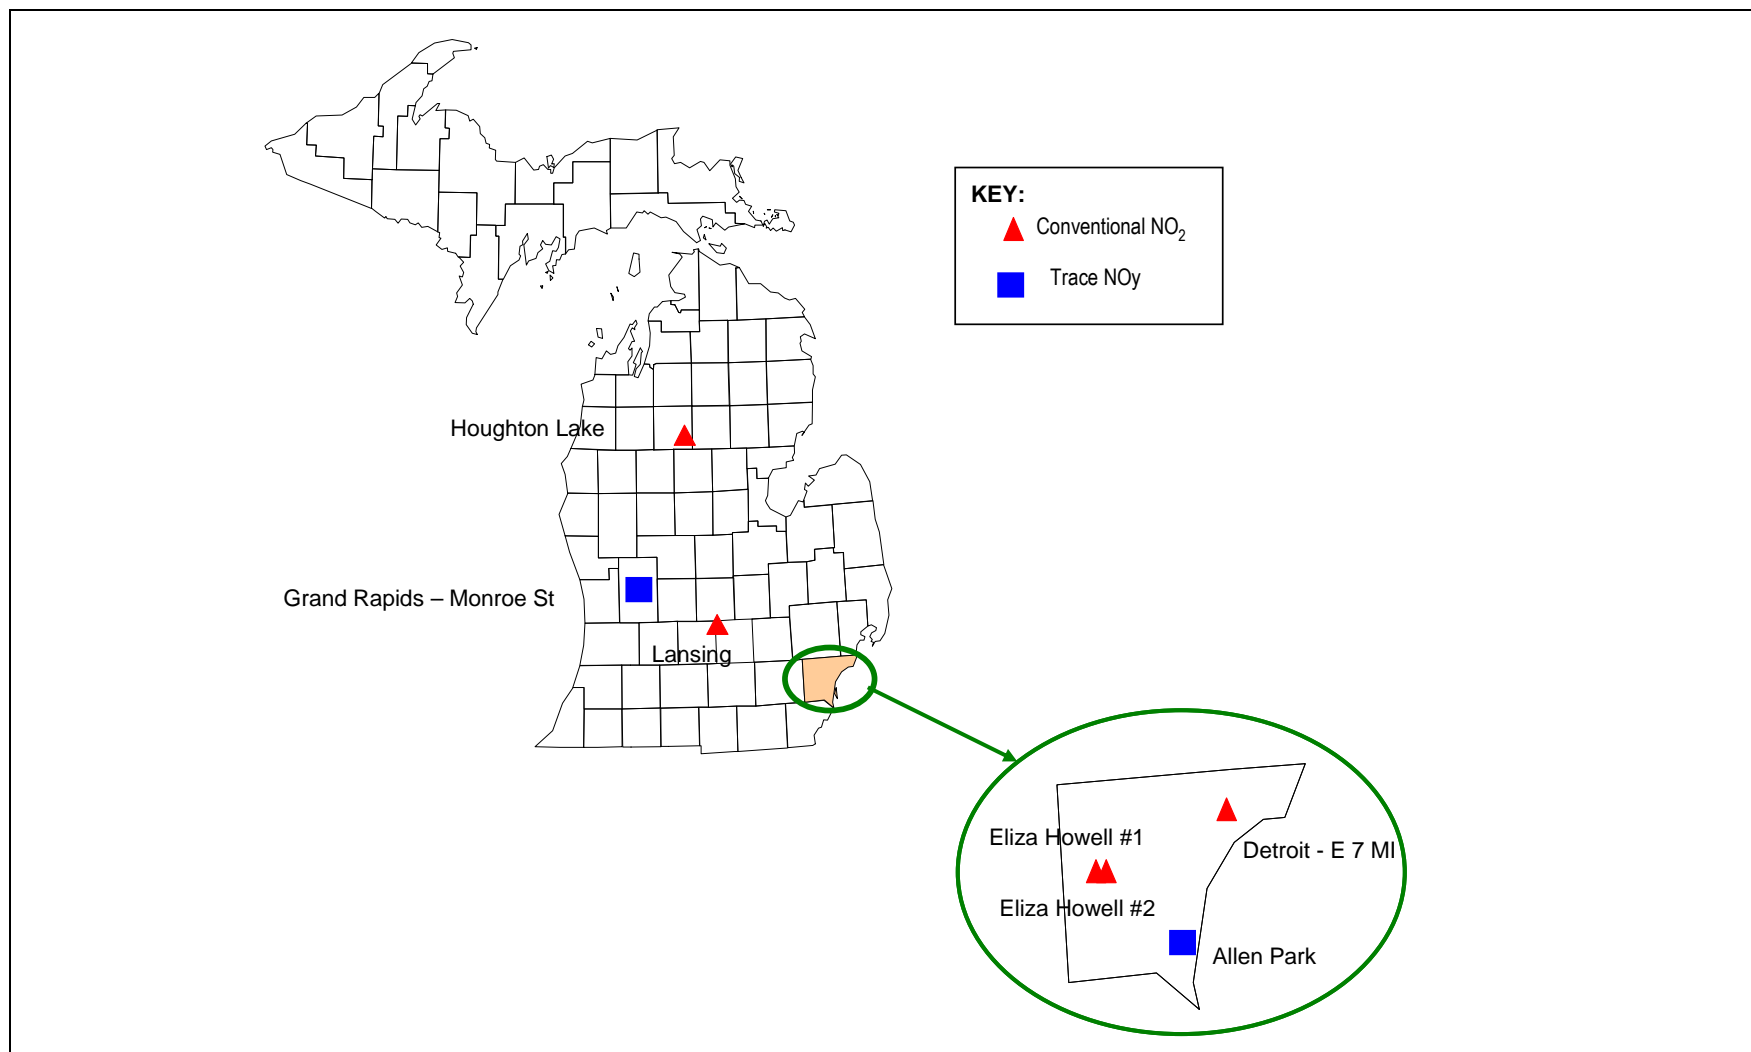 KEY:
Conventional NO2
Trace NOy
Houghton Lake
Grand Rapids – Monroe St
Lansing
Eliza Howell #1
Detroit - E 7 MI
Eliza Howell #2
Allen Park